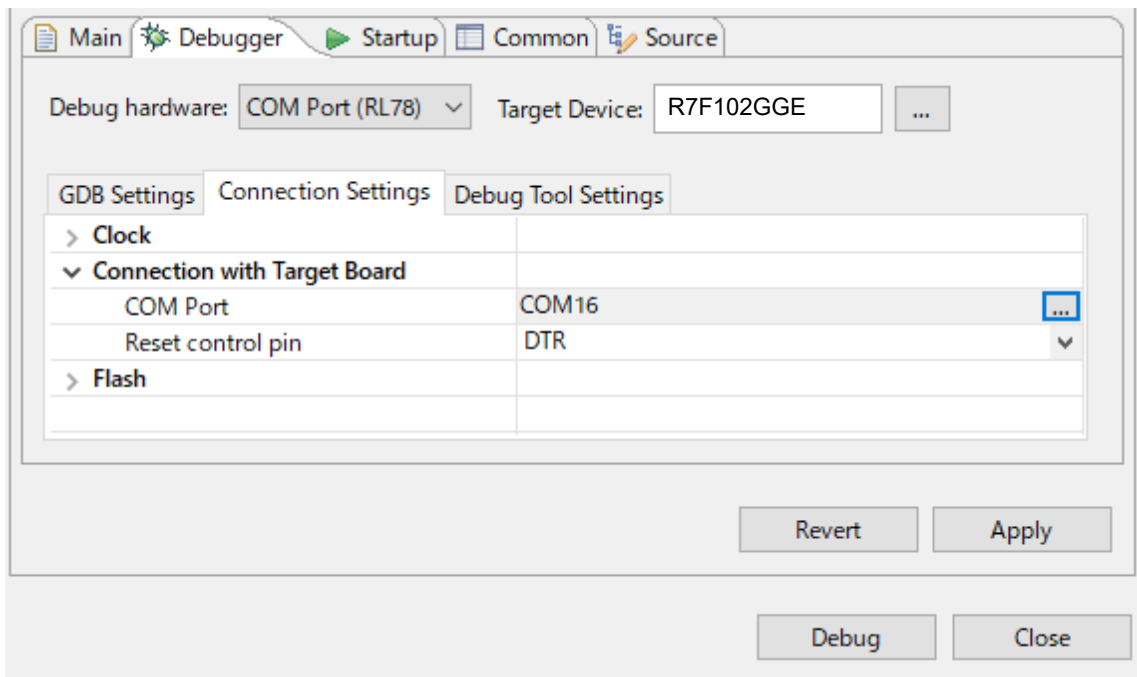 Main Debugger Startup Common Source
Debug hardware: COM Port (RL78) Target Device: R7F102GGE ...
GDB Settings Connection Settings Debug Tool Settings
Clock
Connection with Target Board
COM Port COM16 ...
Reset control pin DTR
Flash
Revert Apply
Debug Close